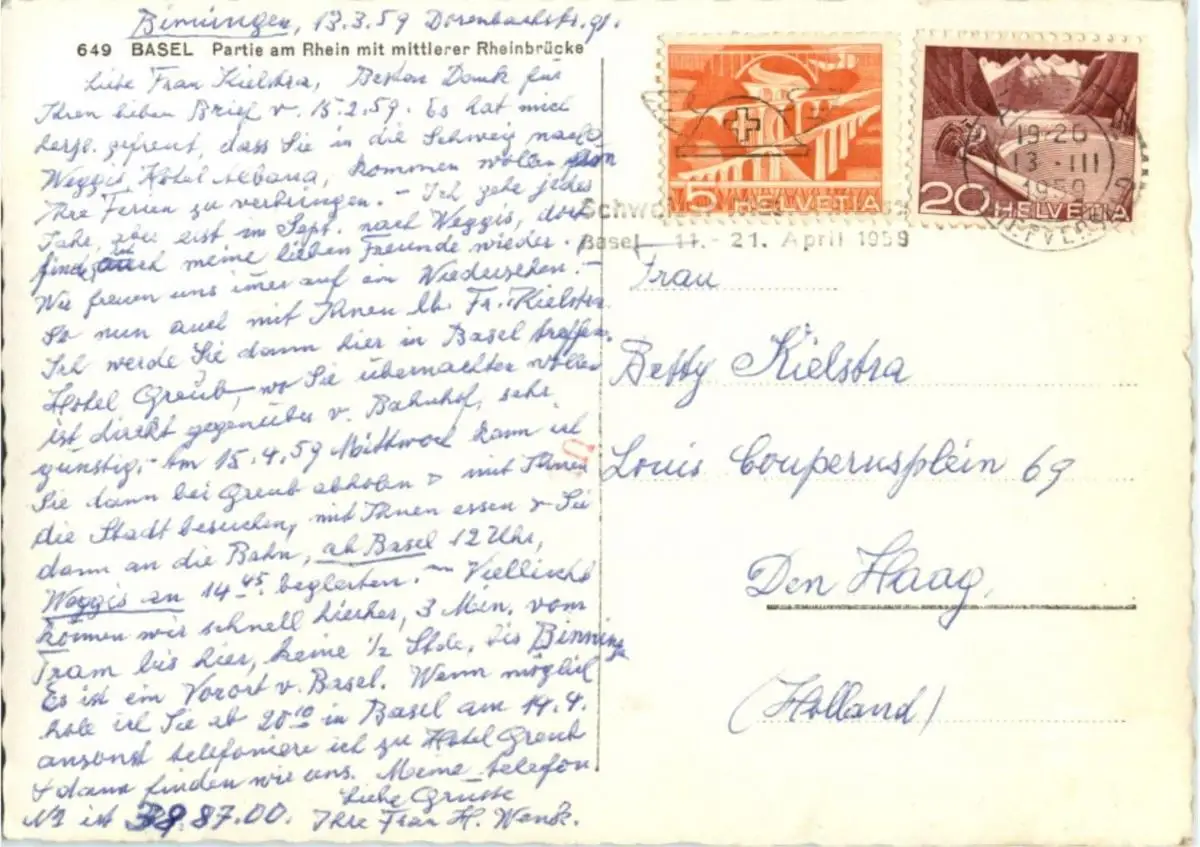 Binningen, 13.3.59 Dorenbachstr. 91.
649 BASEL Partie am Rhein mit mittlerer Rheinbrücke
Liebe Frau Kielstra, Besten Dank für
Ihren lieben Brief v. 15.2.59. Es hat mich
herzl. gefreut, dass Sie in die Schweiz, nach
Weggis, Hotel Albana, kommen wollen um
Ihre Ferien zu verbringen. – Ich gehe jedes
Jahr, aber erst im Sept. nach Weggis, dort
finde auch meine lieben Freunde wieder.
Wir freuen uns imer auf ein Wiedersehen. –
So nun auch mit Ihnen lb. Fr. Kielstra.
Ich werde Sie dann hier in Basel treffen.
Hotel Greub, wo Sie übernachten wollen
ist direkt gegenüber v. Bahnhof, sehr
günstig. – Am 15.4.59 Mittwoch kann ich
Sie dann bei Greub abholen & mit Ihnen
die Stadt besuchen, mit Ihnen essen & Sie
dann an die Bahn, ab Basel 12 Uhr,
Weggis an 14 45. begleiten. – Viellischt
können wir schnell hierher, 3 Min. vom
Tram bis hier, keine ½ Stde, bis Binninge
Es ist ein Vorort v. Basel. Wenn möglich
hole ich Sie ab 20 10 in Basel am 14.4.
ansonst telefoniere ich zu Hotel Greub
& dann finden wir uns. Meine telefon
N1 ist 38.87.00.
Liebe Grüsse
Ihre Frau H. Wenk.
5 HELVETIA
20 HELVETIA
19-20
13-III
1959
Basel 11.-21. April 1959
Frau
Betty Kielstra
Louis Couperusplein 69
Den Haag,
(Holland)